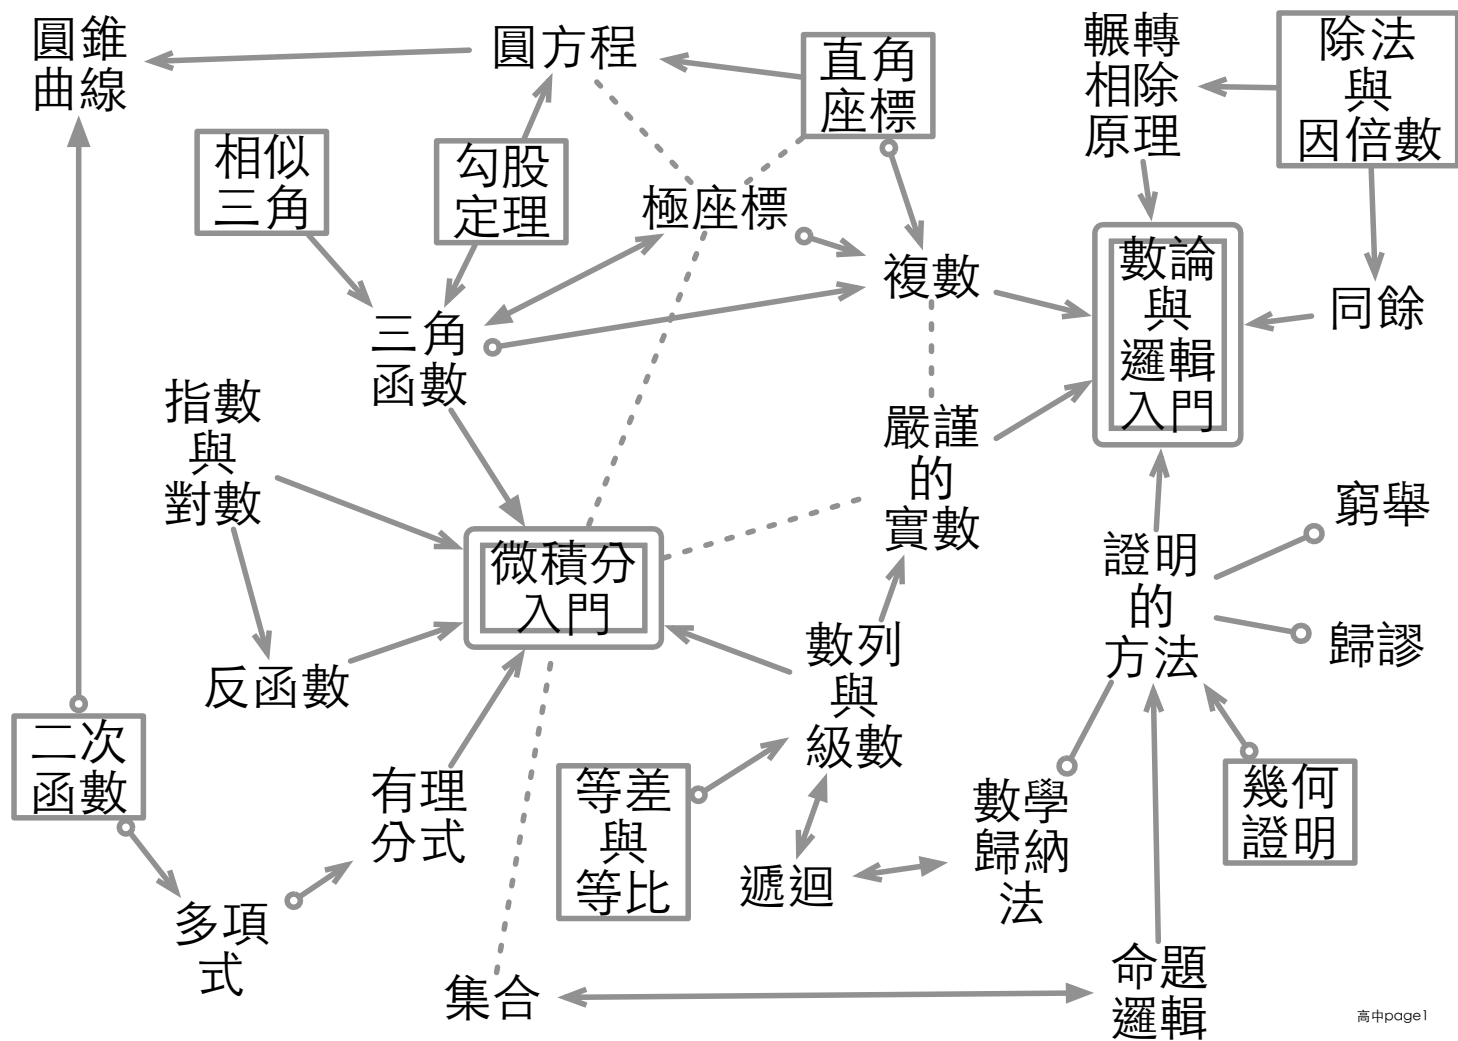 圓錐
曲線
圓方程
直角
座標
輾轉
相除
原理
除法
與
因倍數
相似
三角
勾股
定理
極座標
複數
數論
與
邏輯
入門
同餘
三角
函數
指數
與
對數
嚴謹
的
實數
窮舉
微積分
入門
證明
的
方法
歸謬
反函數
數列
與
級數
二次
函數
有理
分式
等差
與
等比
遞迴
數學
歸納
法
幾何
證明
多項
式
集合
命題
邏輯
高中page1